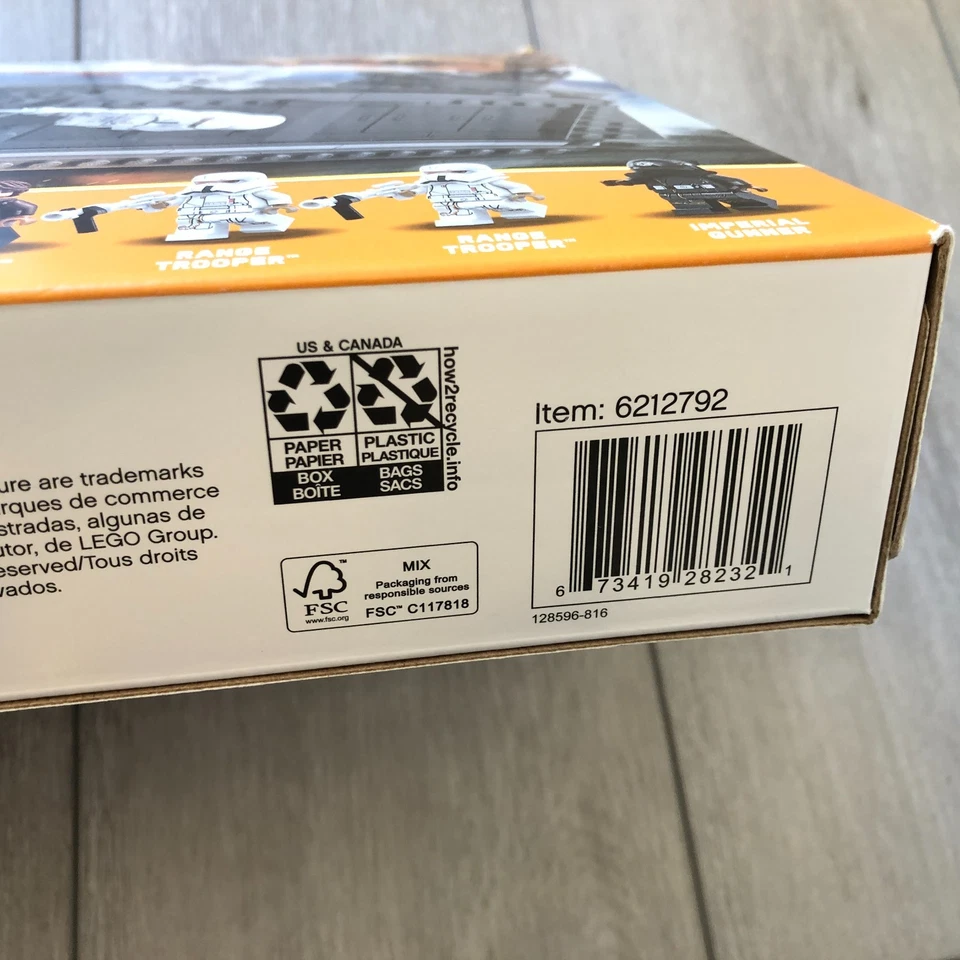 RANGE
TROOPER™
RANGE
TROOPER™
IMPERIAL
GUNNER
US & CANADA
PAPER
PAPIER
BOX
BOÎTE
PLASTIC
PLASTIQUE
BAGS
SACS
how2recycle.info
Item: 6212792
6 73419 28232 1
128596-816
ure are trademarks
rques de commerce
stradas, algunas de
utor, de LEGO Group.
eserved/Tous droits
vados.
FSC
www.fsc.org
MIX
Packaging from
responsible sources
FSC™ C117818